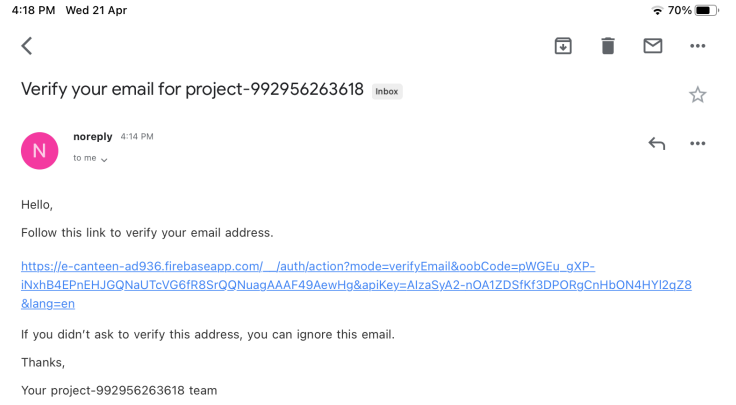 4:18 PM Wed 21 Apr
70%
Verify your email for project-992956263618 Inbox
N
noreply 4:14 PM
to me
Hello,
Follow this link to verify your email address.
https://e-canteen-ad936.firebaseapp.com/__/auth/action?mode=verifyEmail&oobCode=pWGEu_gXP-
iNxhB4EPnEHJGQNaUTcVG6fR8SrQQNuagAAAF49AewHg&apiKey=AIzaSyA2-nOA1ZDSfKf3DPORgCnHbON4HYI2qZ8
&lang=en
If you didn't ask to verify this address, you can ignore this email.
Thanks,
Your project-992956263618 team